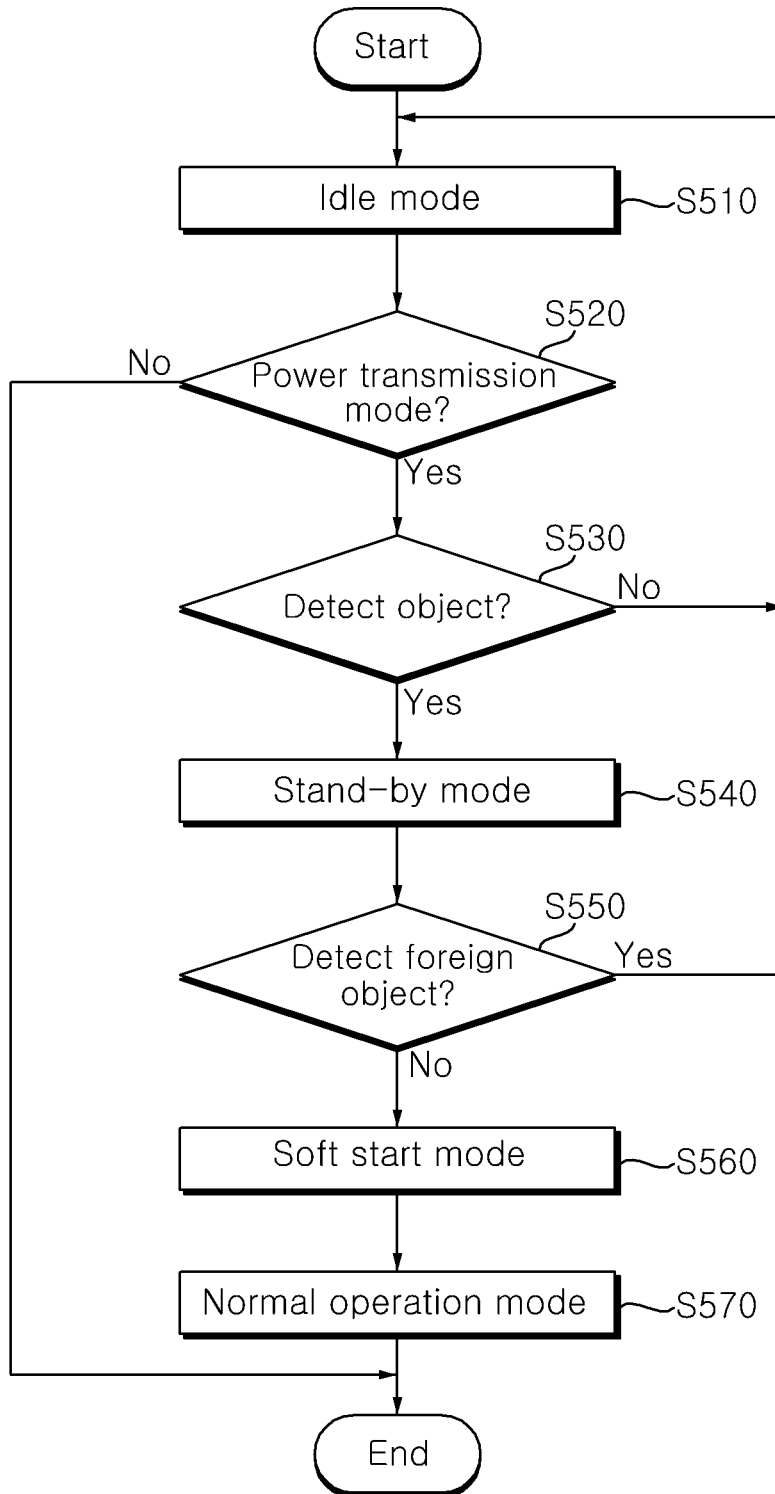 Start
Idle mode
S510
S520
No
Power transmission
mode?
Yes
S530
Detect object?
No
Yes
Stand-by mode
S540
S550
Detect foreign
object?
Yes
No
Soft start mode
S560
Normal operation mode
S570
End